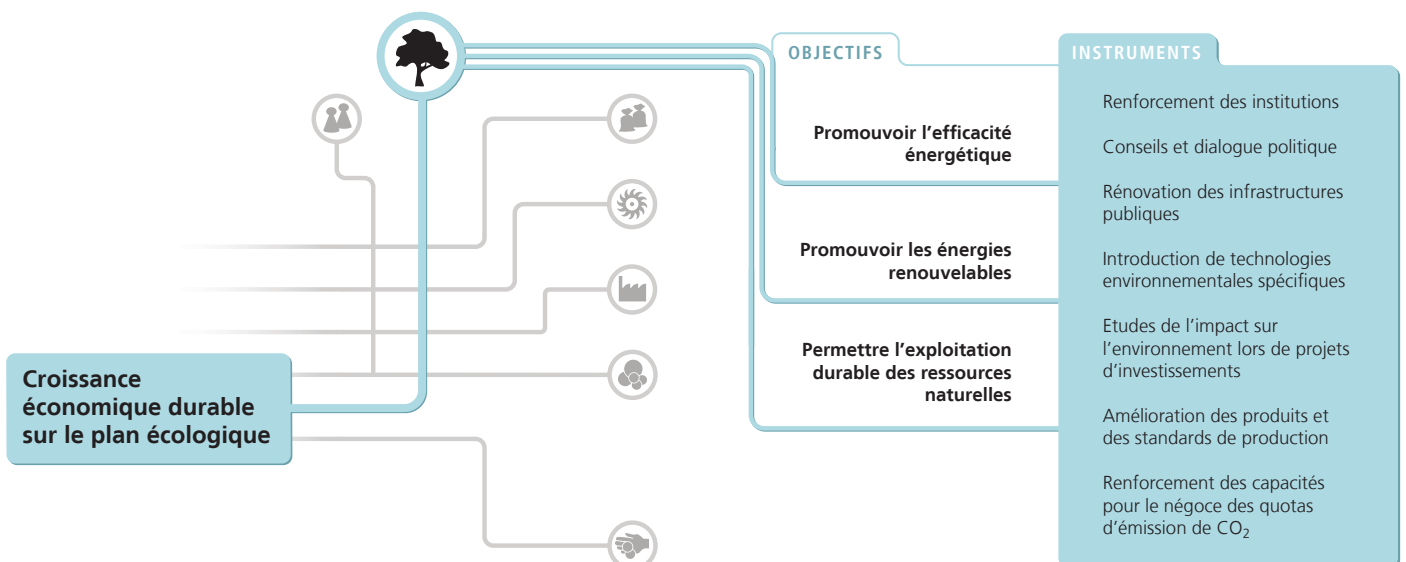 OBJECTIFS
INSTRUMENTS
Promouvoir l’efficacité
énergétique
Promouvoir les énergies
renouvelables
Permettre l’exploitation
durable des ressources
naturelles
Croissance
économique durable
sur le plan écologique
Renforcement des institutions
Conseils et dialogue politique
Rénovation des infrastructures
publiques
Introduction de technologies
environnementales spécifiques
Etudes de l’impact sur
l’environnement lors de projets
d’investissements
Amélioration des produits et
des standards de production
Renforcement des capacités
pour le négoce des quotas
d’émission de CO₂